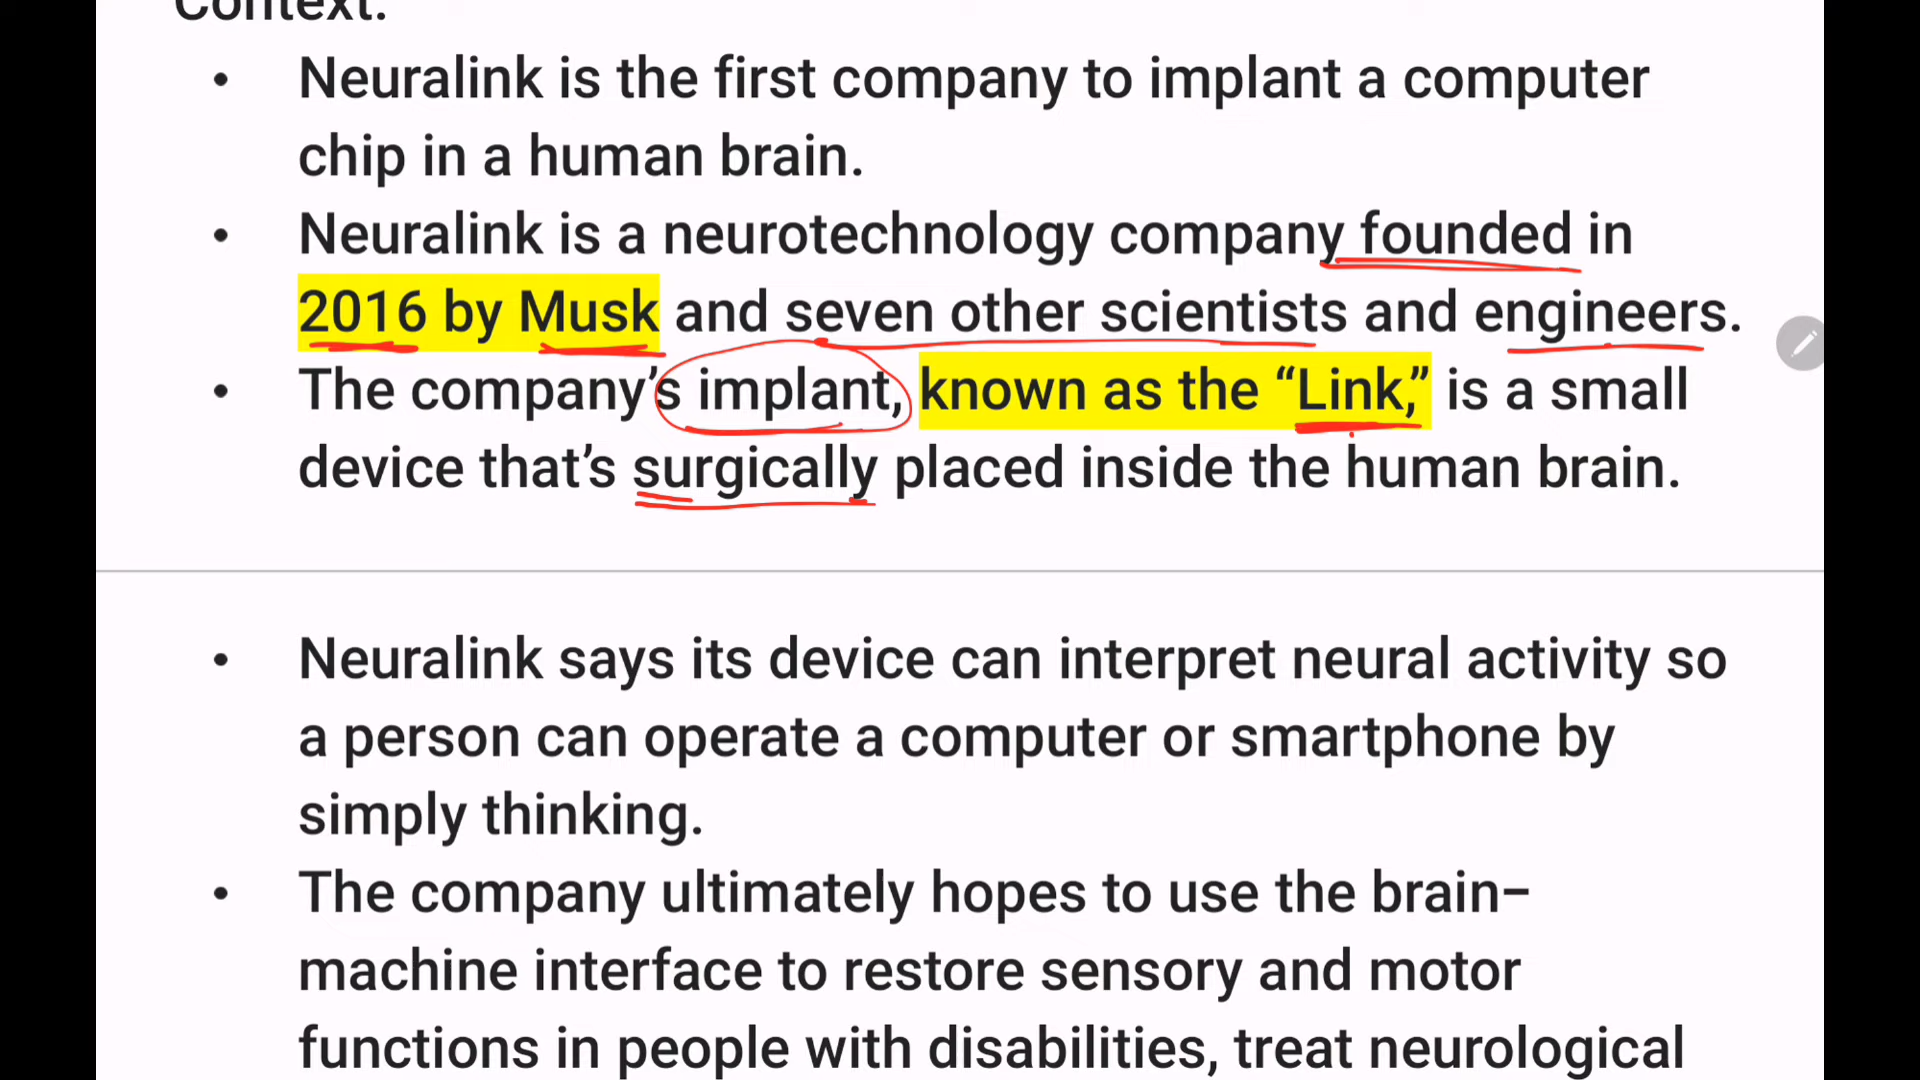 Context:
• Neuralink is the first company to implant a computer
chip in a human brain.
• Neuralink is a neurotechnology company founded in
2016 by Musk and seven other scientists and engineers.
• The company’s implant, known as the “Link,” is a small
device that’s surgically placed inside the human brain.
• Neuralink says its device can interpret neural activity so
a person can operate a computer or smartphone by
simply thinking.
• The company ultimately hopes to use the brain–
machine interface to restore sensory and motor
functions in people with disabilities, treat neurological